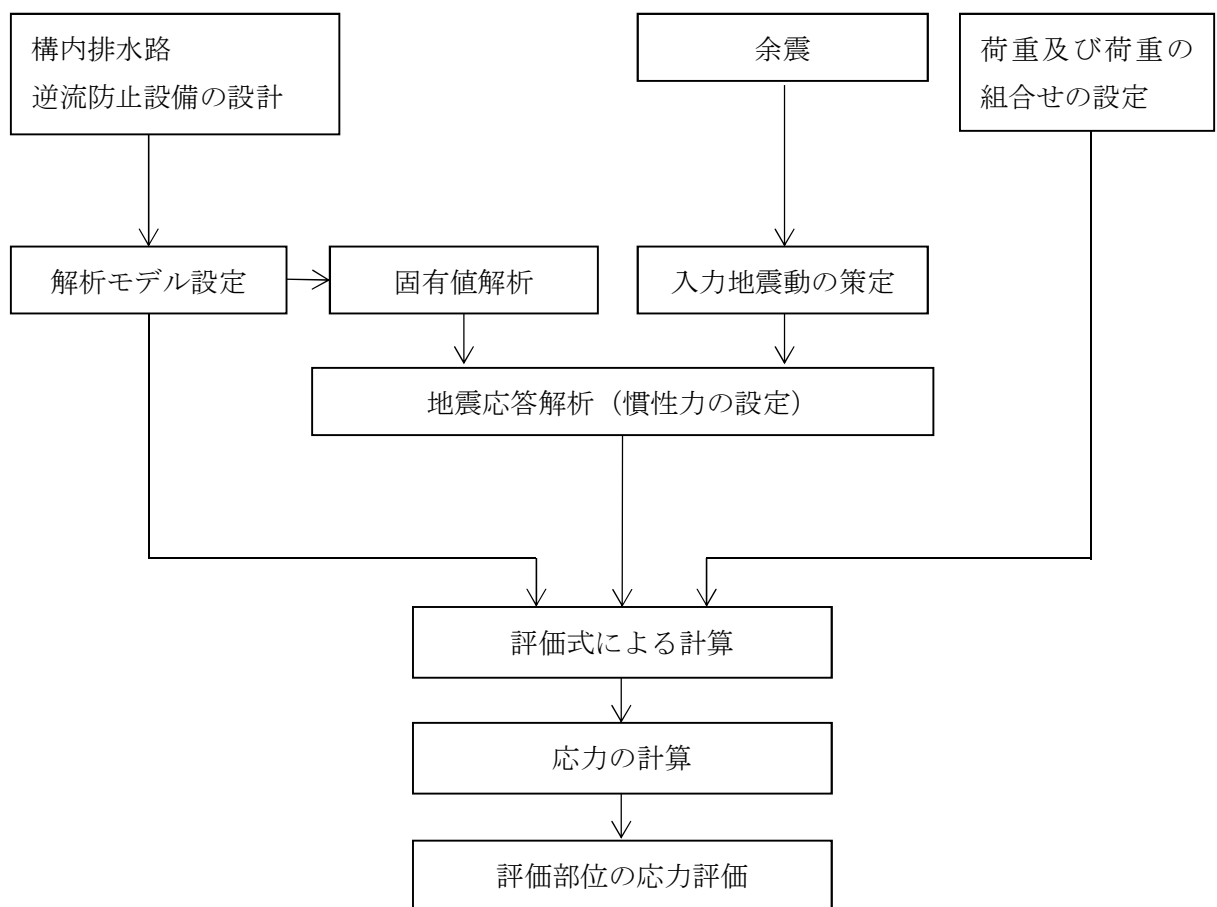 構内排水路
逆流防止設備の設計
余震
荷重及び荷重の
組合せの設定
解析モデル設定
固有値解析
入力地震動の策定
地震応答解析（慣性力の設定）
評価式による計算
応力の計算
評価部位の応力評価